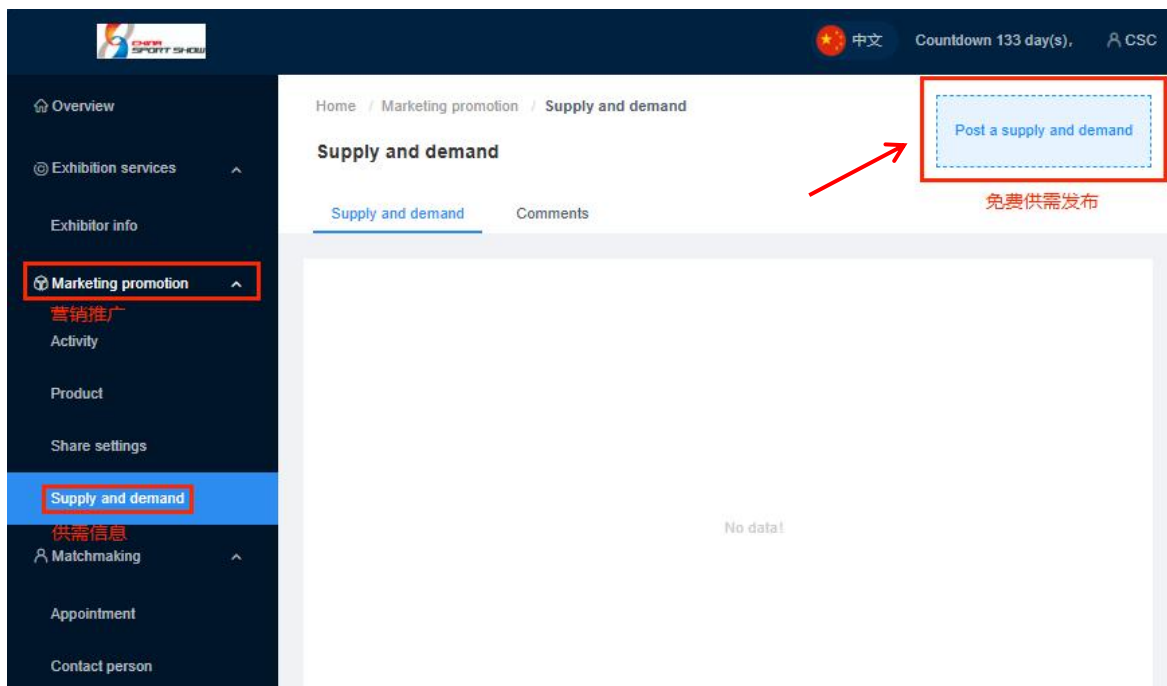 CHINA
SPORT SHOW
中文
Countdown 133 day(s),
CSC
Overview
Exhibition services
Exhibitor info
Marketing promotion
营销推广
Activity
Product
Share settings
Supply and demand
供需信息
Matchmaking
Appointment
Contact person
Home / Marketing promotion / Supply and demand
Supply and demand
Post a supply and demand
免费供需发布
Supply and demand
Comments
No data!